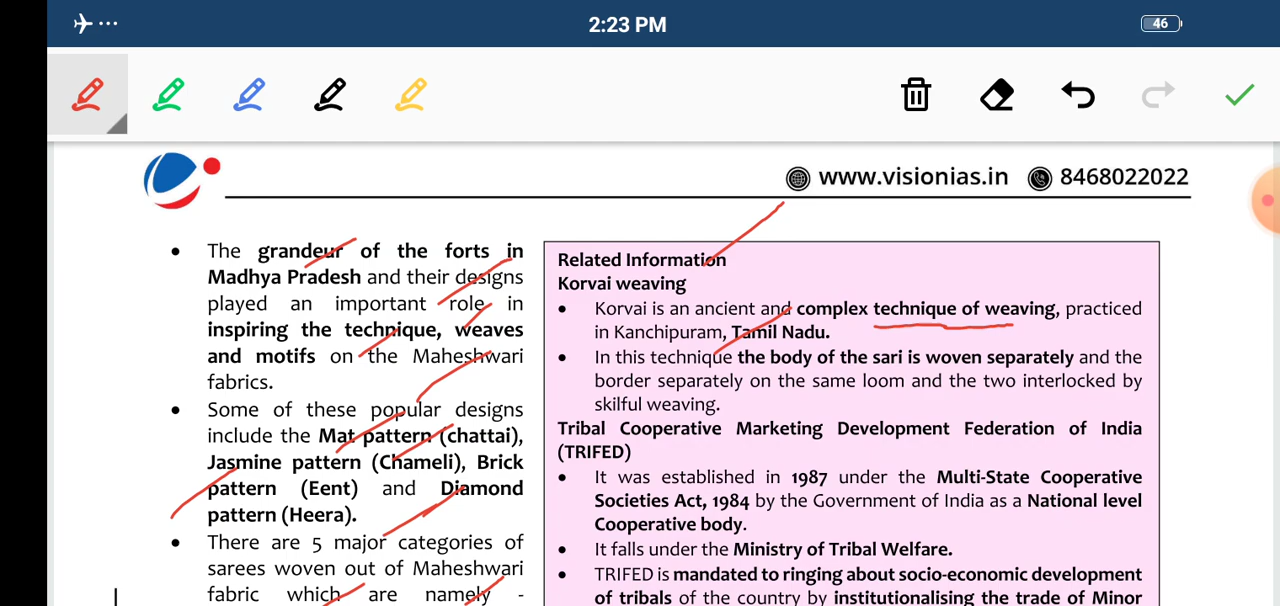 2:23 PM
46
www.visionias.in 8468022022
The grandeur of the forts in
Madhya Pradesh and their designs
played an important role in
inspiring the technique, weaves
and motifs on the Maheshwari
fabrics.
Some of these popular designs
include the Mat pattern (chattai),
Jasmine pattern (Chameli), Brick
pattern (Eent) and Diamond
pattern (Heera).
There are 5 major categories of
sarees woven out of Maheshwari
fabric which are namely -
Related Information
Korvai weaving
Korvai is an ancient and complex technique of weaving, practiced
in Kanchipuram, Tamil Nadu.
In this technique the body of the sari is woven separately and the
border separately on the same loom and the two interlocked by
skilful weaving.
Tribal Cooperative Marketing Development Federation of India
(TRIFED)
It was established in 1987 under the Multi-State Cooperative
Societies Act, 1984 by the Government of India as a National level
Cooperative body.
It falls under the Ministry of Tribal Welfare.
TRIFED is mandated to ringing about socio-economic development
of tribals of the country by institutionalising the trade of Minor